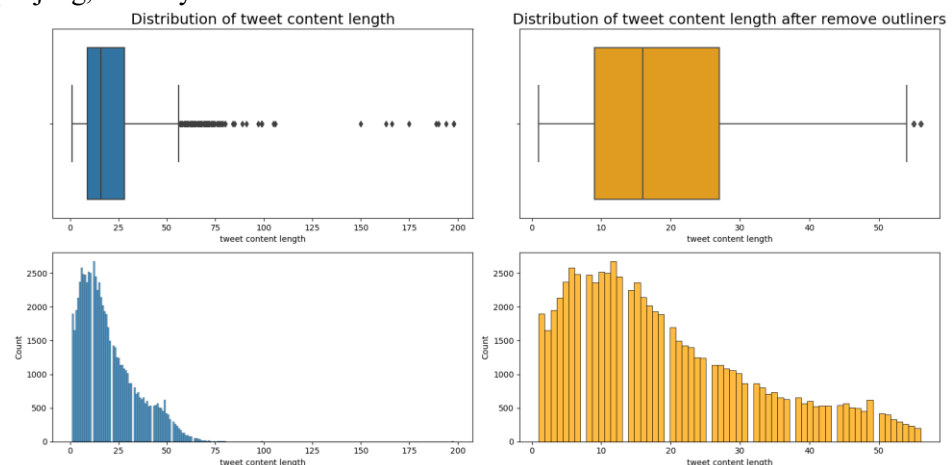 Distribution of tweet content length
Distribution of tweet content length after remove outliners
0 25 50 75 100 125 150 175 200
tweet content length
0 10 20 30 40 50
tweet content length
2500
2000
1500
1000
500
0
Count
0 25 50 75 100 125 150 175 200
tweet content length
2500
2000
1500
1000
500
0
Count
0 10 20 30 40 50
tweet content length